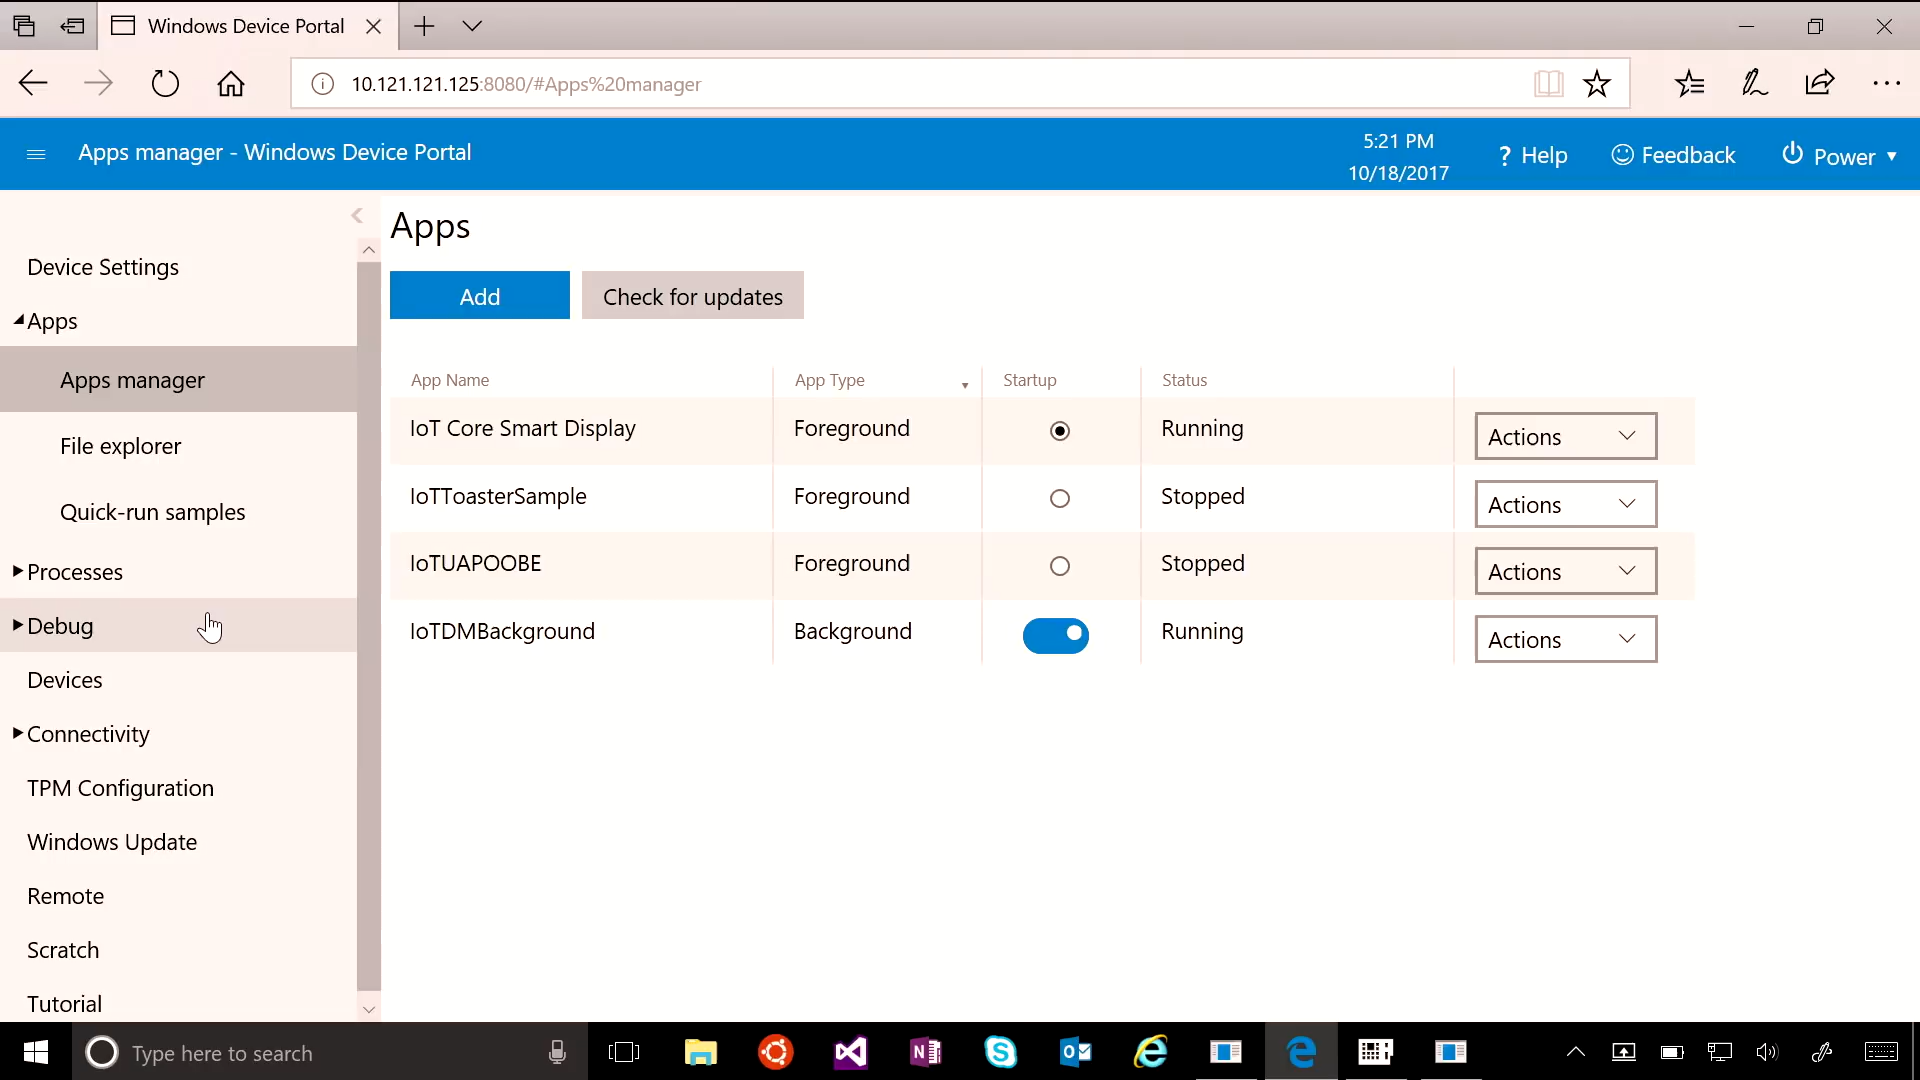 Windows Device Portal
10.121.121.125:8080/#Apps%20manager
Apps manager - Windows Device Portal
5:21 PM
10/18/2017
? Help
Feedback
Power
Device Settings
Apps
Apps manager
File explorer
Quick-run samples
Processes
Debug
Devices
Connectivity
TPM Configuration
Windows Update
Remote
Scratch
Tutorial
Apps
Add
Check for updates
App Name App Type Startup Status
IoT Core Smart Display Foreground Running Actions
IoTToasterSample Foreground Stopped Actions
IoTUAPOOBE Foreground Stopped Actions
IoTDMBackground Background Running Actions
Type here to search